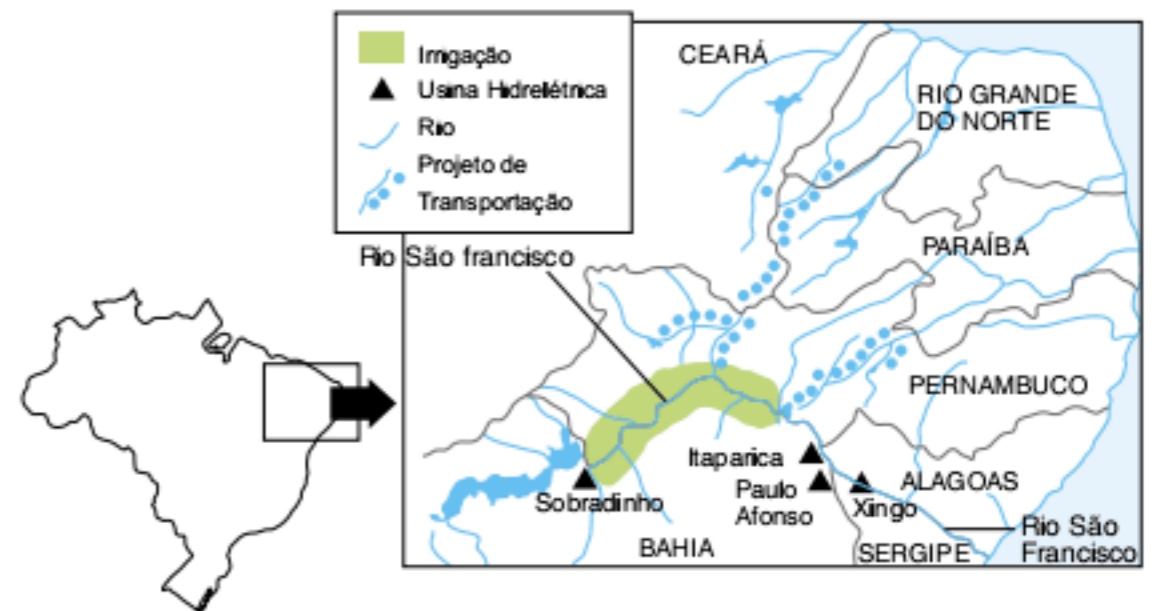 Irrigação
Usina Hidrelétrica
Rio
Projeto de
Transportação
Rio São francisco
CEARÁ
RIO GRANDE
DO NORTE
PARAÍBA
PERNAMBUCO
Itaparica
ALAGOAS
Paulo
Afonso
Xingo
Sobradinho
BAHIA
SERGIPE
Rio São
Francisco